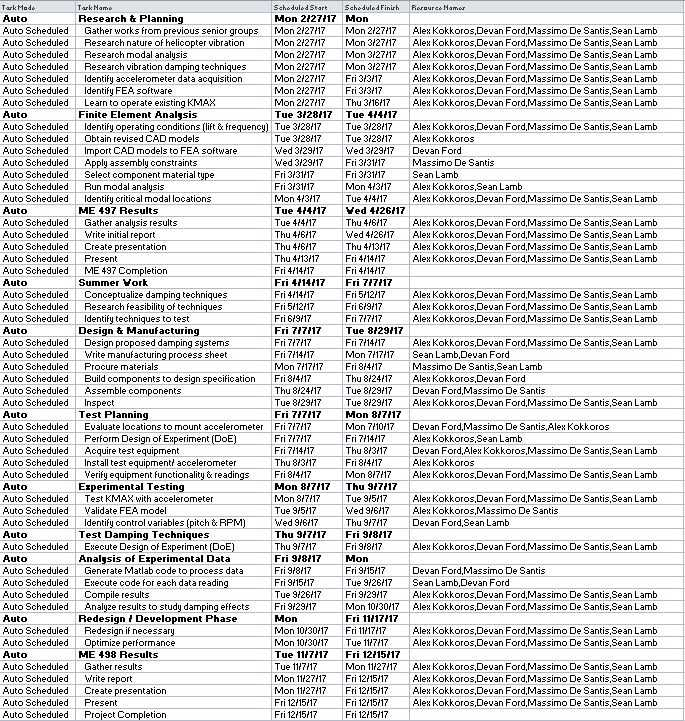 Task Mode Task Name Scheduled Start Scheduled Finish Resource Names
Auto Research & Planning Mon 2/27/17 Mon
Auto Scheduled Gather works from previous senior groups Mon 2/27/17 Mon 2/27/17 Alex Kokkoros,Devan Ford,Massimo De Santis,Sean Lamb
Auto Scheduled Research nature of helicopter vibration Mon 2/27/17 Mon 3/27/17 Alex Kokkoros,Devan Ford,Massimo De Santis,Sean Lamb
Auto Scheduled Research modal analysis Mon 2/27/17 Mon 3/27/17 Alex Kokkoros,Devan Ford,Massimo De Santis,Sean Lamb
Auto Scheduled Research vibration damping techniques Mon 2/27/17 Mon 3/27/17 Alex Kokkoros,Devan Ford,Massimo De Santis,Sean Lamb
Auto Scheduled Identify accelerometer data acquisition Mon 2/27/17 Fri 3/3/17 Alex Kokkoros,Devan Ford,Massimo De Santis,Sean Lamb
Auto Scheduled Identify FEA software Mon 2/27/17 Fri 3/3/17 Alex Kokkoros,Devan Ford,Massimo De Santis,Sean Lamb
Auto Scheduled Learn to operate existing KMAX Mon 2/27/17 Thu 3/16/17 Alex Kokkoros,Devan Ford,Massimo De Santis,Sean Lamb
Auto Finite Element Analysis Tue 3/28/17 Tue 4/4/17
Auto Scheduled Identify operating conditions (lift & frequency) Tue 3/28/17 Tue 3/28/17 Alex Kokkoros,Devan Ford,Massimo De Santis,Sean Lamb
Auto Scheduled Obtain revised CAD models Tue 3/28/17 Tue 3/28/17 Alex Kokkoros
Auto Scheduled Import CAD models to FEA software Wed 3/29/17 Wed 3/29/17 Devan Ford
Auto Scheduled Apply assembly constraints Wed 3/29/17 Fri 3/31/17 Massimo De Santis
Auto Scheduled Select component material type Fri 3/31/17 Fri 3/31/17 Sean Lamb
Auto Scheduled Run modal analysis Fri 3/31/17 Mon 4/3/17 Alex Kokkoros,Sean Lamb
Auto Scheduled Identify critical modal locations Mon 4/3/17 Tue 4/4/17 Alex Kokkoros,Devan Ford,Massimo De Santis,Sean Lamb
Auto ME 497 Results Tue 4/4/17 Wed 4/26/17
Auto Scheduled Gather analysis results Tue 4/4/17 Thu 4/6/17 Alex Kokkoros,Devan Ford,Massimo De Santis,Sean Lamb
Auto Scheduled Write initial report Thu 4/6/17 Wed 4/26/17 Alex Kokkoros,Devan Ford,Massimo De Santis,Sean Lamb
Auto Scheduled Create presentation Thu 4/6/17 Thu 4/13/17 Alex Kokkoros,Devan Ford,Massimo De Santis,Sean Lamb
Auto Scheduled Present Thu 4/13/17 Fri 4/14/17 Alex Kokkoros,Devan Ford,Massimo De Santis,Sean Lamb
Auto Scheduled ME 497 Completion Fri 4/14/17 Fri 4/14/17
Auto Summer Work Fri 4/14/17 Fri 7/7/17
Auto Scheduled Conceptualize damping techniques Fri 4/14/17 Fri 5/12/17 Alex Kokkoros,Devan Ford,Massimo De Santis,Sean Lamb
Auto Scheduled Research feasibility of techniques Fri 5/12/17 Fri 6/9/17 Alex Kokkoros,Devan Ford,Massimo De Santis,Sean Lamb
Auto Scheduled Identify techniques to test Fri 6/9/17 Fri 7/7/17 Alex Kokkoros,Devan Ford,Massimo De Santis,Sean Lamb
Auto Design & Manufacturing Fri 7/7/17 Tue 8/29/17
Auto Scheduled Design proposed damping systems Fri 7/7/17 Fri 7/14/17 Alex Kokkoros,Devan Ford,Massimo De Santis,Sean Lamb
Auto Scheduled Write manufacturing process sheet Fri 7/14/17 Mon 7/17/17 Sean Lamb,Devan Ford
Auto Scheduled Procure materials Mon 7/17/17 Fri 8/4/17 Massimo De Santis,Sean Lamb
Auto Scheduled Build components to design specification Fri 8/4/17 Thu 8/24/17 Alex Kokkoros,Devan Ford
Auto Scheduled Assemble components Thu 8/24/17 Tue 8/29/17 Devan Ford,Massimo De Santis
Auto Scheduled Inspect Tue 8/29/17 Tue 8/29/17 Alex Kokkoros,Devan Ford,Massimo De Santis,Sean Lamb
Auto Test Planning Fri 7/7/17 Mon 8/7/17
Auto Scheduled Evaluate locations to mount accelerometer Fri 7/7/17 Mon 7/10/17 Devan Ford,Massimo De Santis,Alex Kokkoros
Auto Scheduled Perform Design of Experiment (DoE) Fri 7/7/17 Fri 7/14/17 Alex Kokkoros,Sean Lamb
Auto Scheduled Acquire test equipment Fri 7/14/17 Thu 8/3/17 Devan Ford,Alex Kokkoros,Massimo De Santis,Sean Lamb
Auto Scheduled Install test equipment/ accelerometer Thu 8/3/17 Fri 8/4/17 Alex Kokkoros
Auto Scheduled Verify equipment functionality & readings Fri 8/4/17 Mon 8/7/17 Alex Kokkoros,Devan Ford,Massimo De Santis,Sean Lamb
Auto Experimental Testing Mon 8/7/17 Thu 9/7/17
Auto Scheduled Test KMAX with accelerometer Mon 8/7/17 Tue 9/5/17 Alex Kokkoros,Devan Ford,Massimo De Santis,Sean Lamb
Auto Scheduled Validate FEA model Tue 9/5/17 Wed 9/6/17 Alex Kokkoros,Massimo De Santis
Auto Scheduled Identify control variables (pitch & RPM) Wed 9/6/17 Thu 9/7/17 Devan Ford,Sean Lamb
Auto Test Damping Techniques Thu 9/7/17 Fri 9/8/17
Auto Scheduled Execute Design of Experiment (DoE) Thu 9/7/17 Fri 9/8/17 Alex Kokkoros,Devan Ford,Massimo De Santis,Sean Lamb
Auto Analysis of Experimental Data Fri 9/8/17 Mon
Auto Scheduled Generate Matlab code to process data Fri 9/8/17 Fri 9/15/17 Devan Ford,Massimo De Santis
Auto Scheduled Execute code for each data reading Fri 9/15/17 Tue 9/26/17 Sean Lamb,Devan Ford
Auto Scheduled Compile results Tue 9/26/17 Fri 9/29/17 Alex Kokkoros,Devan Ford,Massimo De Santis,Sean Lamb
Auto Scheduled Analyze results to study damping effects Fri 9/29/17 Mon 10/30/17 Alex Kokkoros,Devan Ford,Massimo De Santis,Sean Lamb
Auto Redesign / Development Phase Mon Fri 11/17/17
Auto Scheduled Redesign if necessary Mon 10/30/17 Fri 11/17/17 Alex Kokkoros,Devan Ford,Massimo De Santis,Sean Lamb
Auto Scheduled Optimize performance Mon 10/30/17 Tue 11/7/17 Alex Kokkoros,Devan Ford,Massimo De Santis,Sean Lamb
Auto ME 498 Results Tue 11/7/17 Fri 12/15/17
Auto Scheduled Gather results Tue 11/7/17 Mon 11/27/17 Alex Kokkoros,Devan Ford,Massimo De Santis,Sean Lamb
Auto Scheduled Write report Mon 11/27/17 Fri 12/15/17 Alex Kokkoros,Devan Ford,Massimo De Santis,Sean Lamb
Auto Scheduled Create presentation Mon 11/27/17 Fri 12/15/17 Alex Kokkoros,Devan Ford,Massimo De Santis,Sean Lamb
Auto Scheduled Present Fri 12/15/17 Fri 12/15/17 Alex Kokkoros,Devan Ford,Massimo De Santis,Sean Lamb
Auto Scheduled Project Completion Fri 12/15/17 Fri 12/15/17